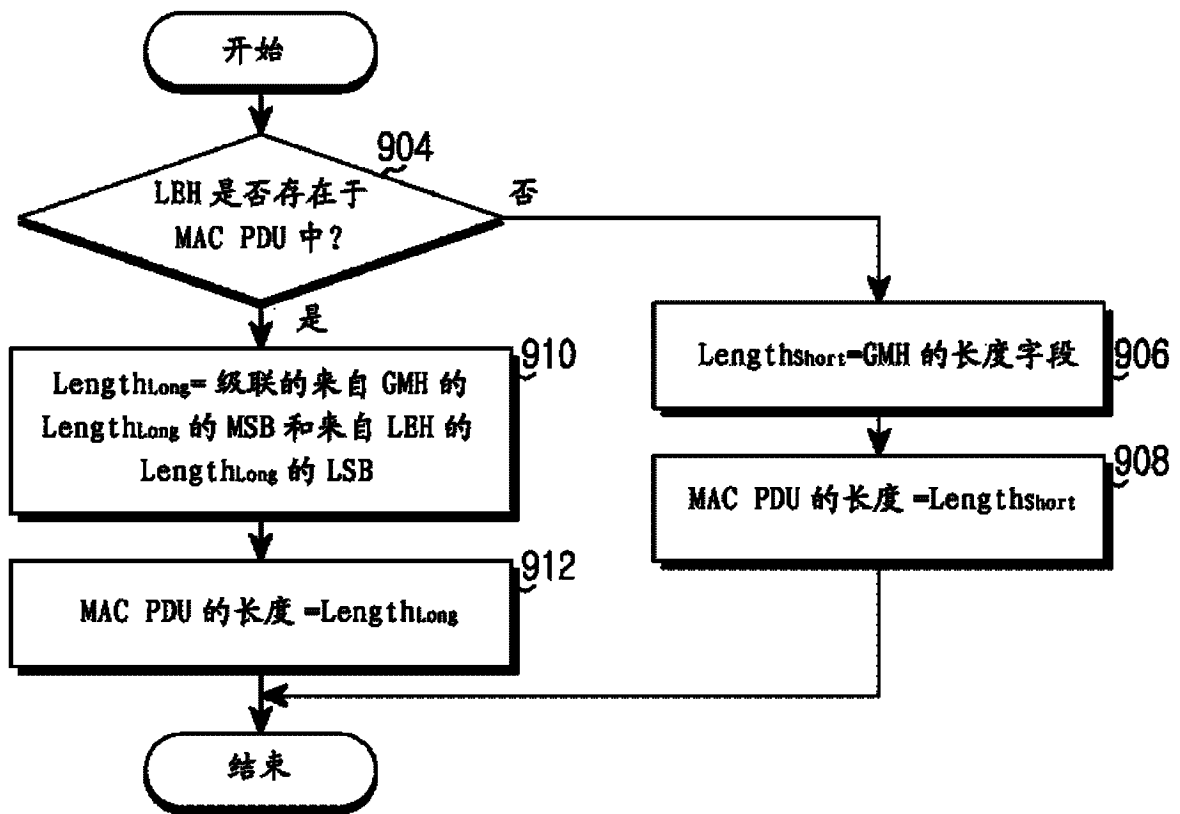 开始
904
LEH 是否存在于
MAC PDU 中?
否
是
910
LengthLong= 级联的来自 GMH 的
LengthLong 的 MSB 和来自 LEH 的
LengthLong 的 LSB
912
MAC PDU 的长度 =LengthLong
LengthShort=GMH 的长度字段
906
MAC PDU 的长度 =LengthShort
908
结束